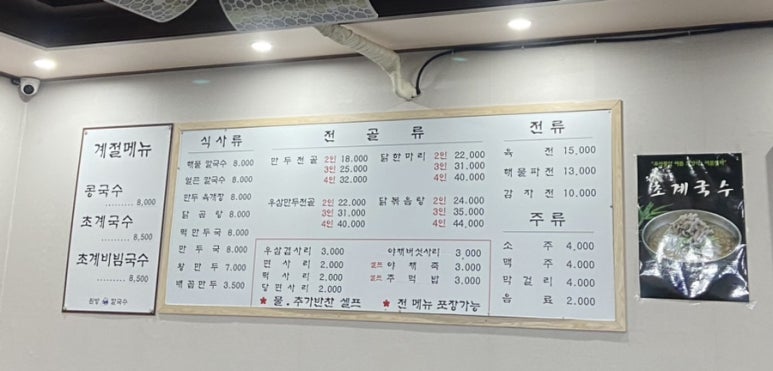 계절메뉴
콩국수
........ 8,000
초계국수
........ 8,500
초계비빔국수
........ 8,500
칼국수
식사류
해물 칼국수 8.000
얼큰 칼국수 8.000
만두 육개장 8.000
닭 곰 탕 8.000
떡만두국 8.000
만 두 국 8.000
왕 만 두 7.000
백곰만두 3.500
전 골 류
만두전골 2인 18.000
3인 25.000
4인 32.000
닭한마리 2인 22,000
3인 31.000
4인 40.000
우삼만두전골 2인 22.000
3인 31.000
4인 40.000
닭볶음탕 2인 24.000
3인 35.000
4인 44,000
우삼겹사리 3,000
면 사 리 2.000
떡 사 리 2.000
당면사리 2.000
야채버섯사리 3,000
셀프 야 채 죽 3.000
셀프 주 먹 밥 3,000
* 물. 추가반찬 셀프
* 전 메뉴 포장가능
전류
육 전 15,000
해물파전 13,000
감자전 10,000
주류
소 주 4,000
맥 주 4.000
막걸리 4.000
음 료 2.000
초계국수